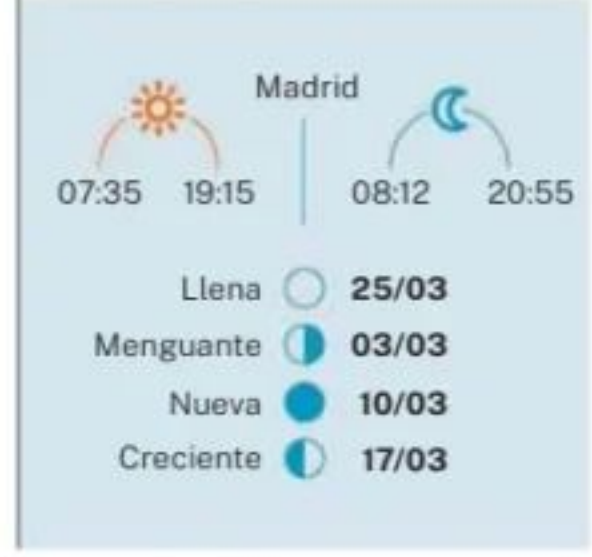 Madrid
07:35 19:15 08:12 20:55
Llena 25/03
Menguante 03/03
Nueva 10/03
Creciente 17/03